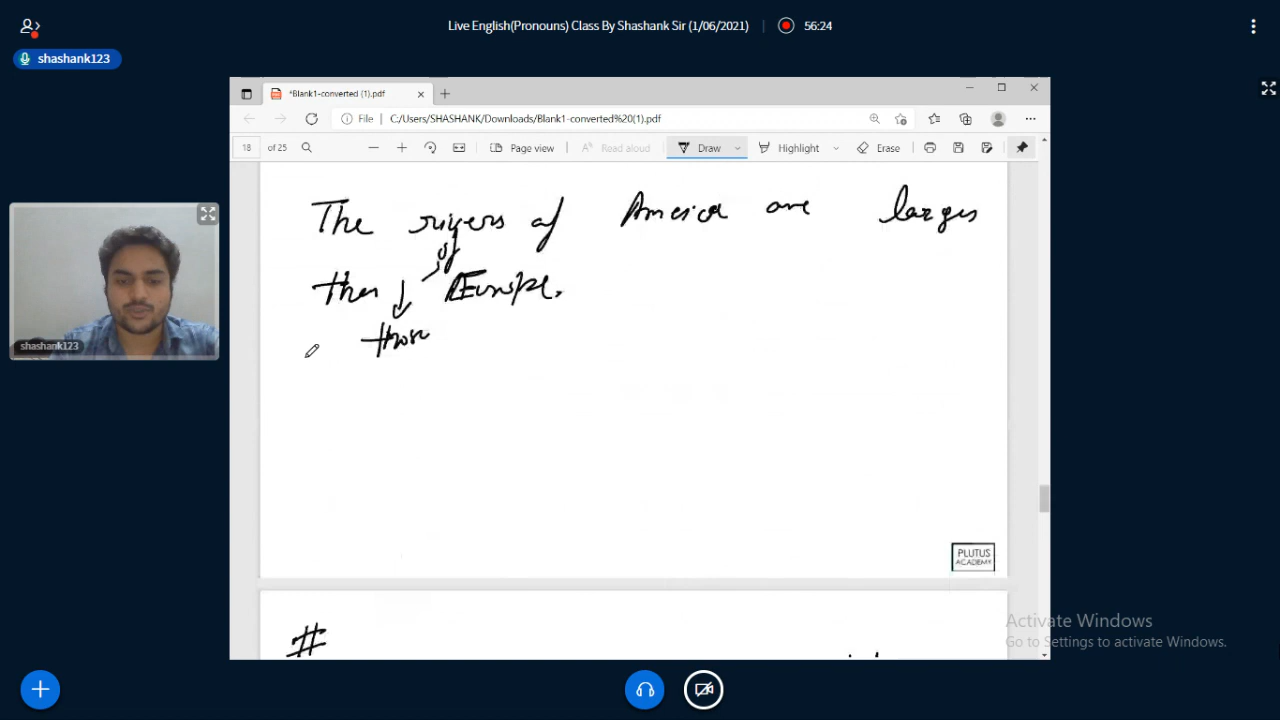 Live English(Pronouns) Class By Shashank Sir (1/06/2021)
56:24
shashank123
*Blank1-converted (1).pdf
File
C:/Users/SHASHANK/Downloads/Blank1-converted%20(1).pdf
18 of 25
Page view
Read aloud
Draw
Highlight
Erase
The rivers of America are larger
of
than Europe.
those
shashank123
PLUTUS
ACADEMY
#
Activate Windows
Go to Settings to activate Windows.